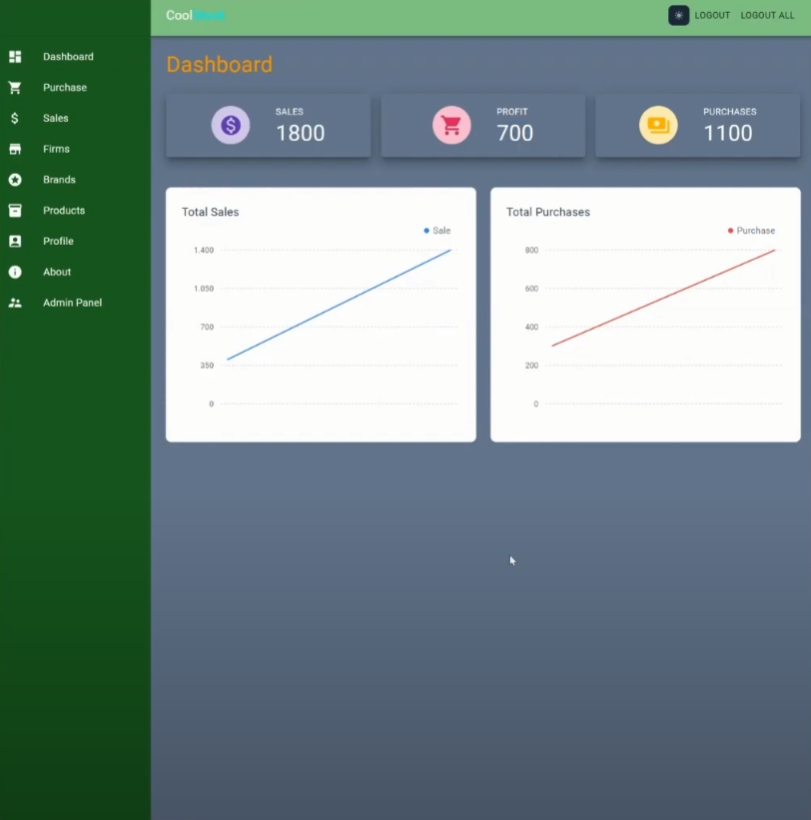 Cool
LOGOUT LOGOUT ALL
Dashboard
Purchase
Sales
Firms
Brands
Products
Profile
About
Admin Panel
Dashboard
SALES
1800
PROFIT
700
PURCHASES
1100
Total Sales
Sale
1.400
1.050
700
350
0
Total Purchases
Purchase
800
600
400
200
0